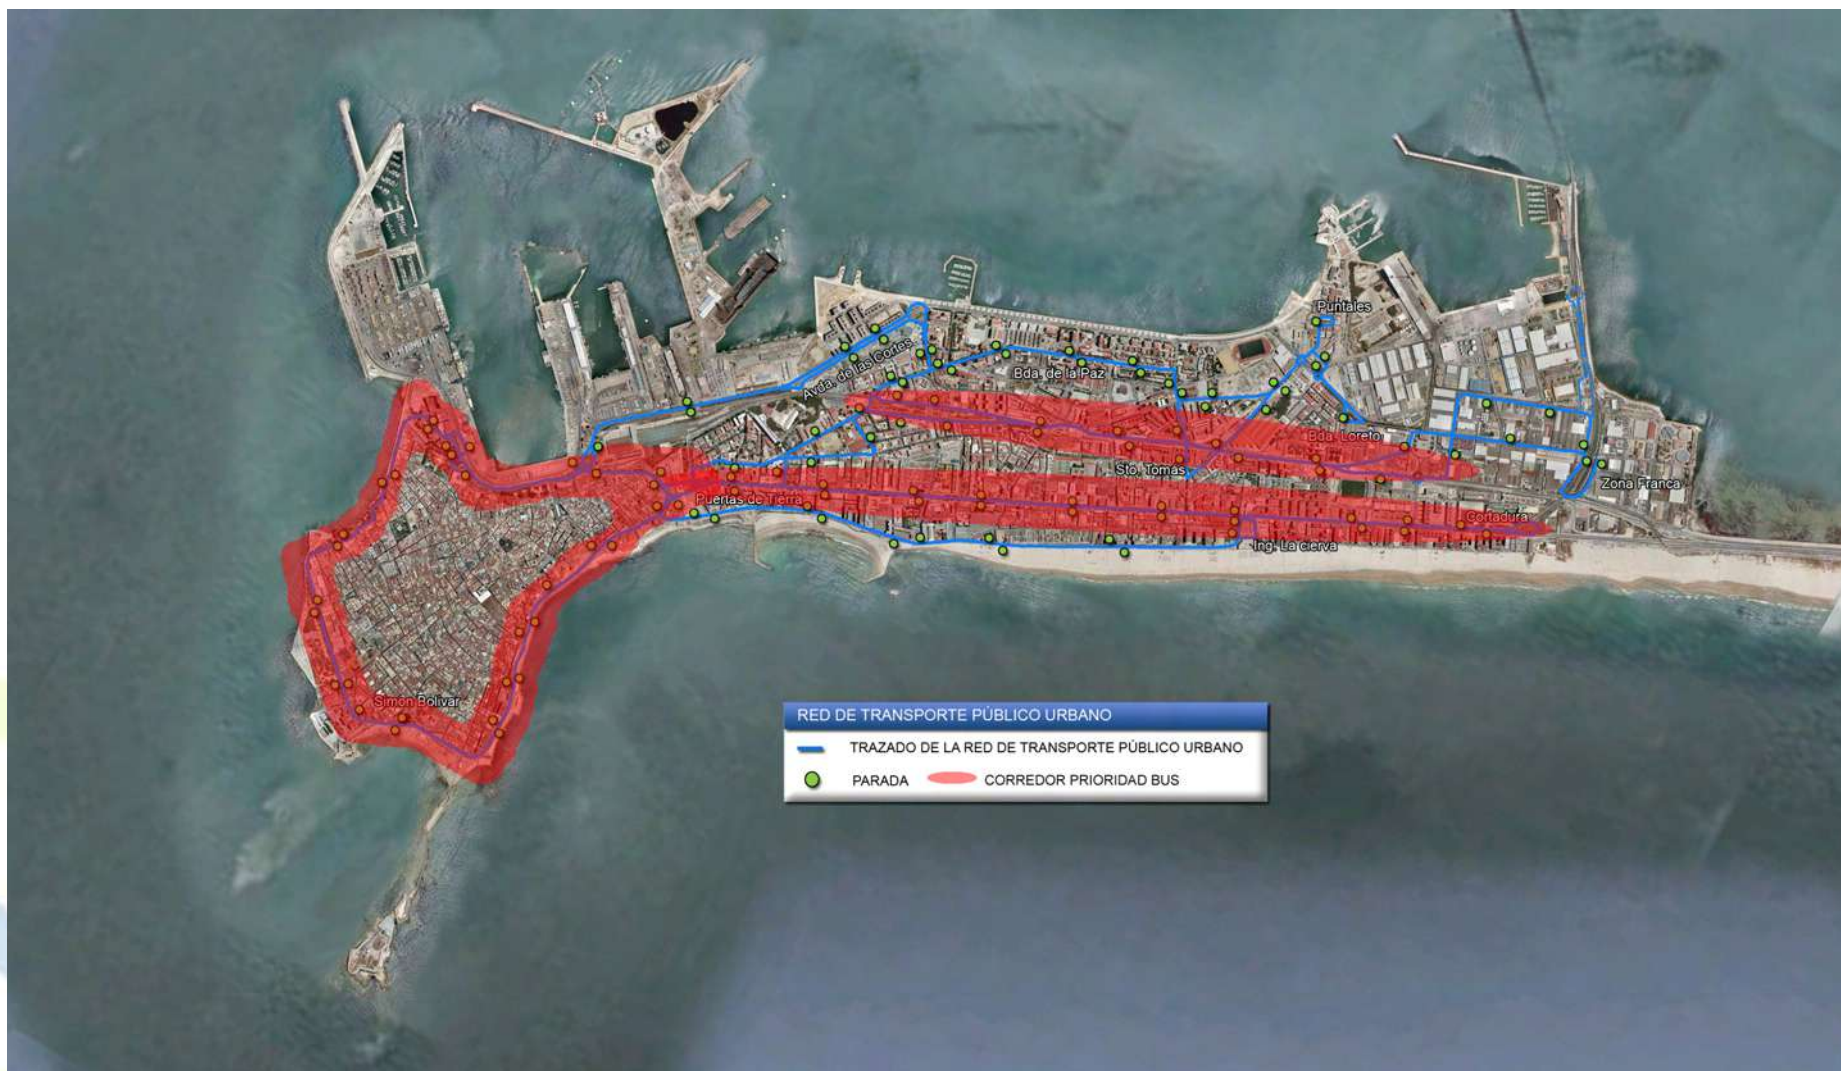 Puntales
Avda. de las Cortes
Bda. de la Paz
Bda. Loreto
Sto. Tomás
Zona Franca
Puertas de Tierra
Cortadura
Ing. La cierva
Simón Bolívar
RED DE TRANSPORTE PÚBLICO URBANO
TRAZADO DE LA RED DE TRANSPORTE PÚBLICO URBANO
PARADA CORREDOR PRIORIDAD BUS